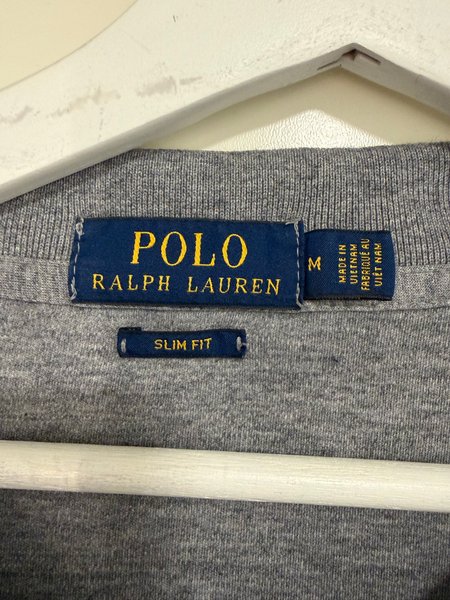 POLO
RALPH LAUREN
M
MADE IN
VIETNAM
FABRIQUÉ AU
VIET NAM
SLIM FIT